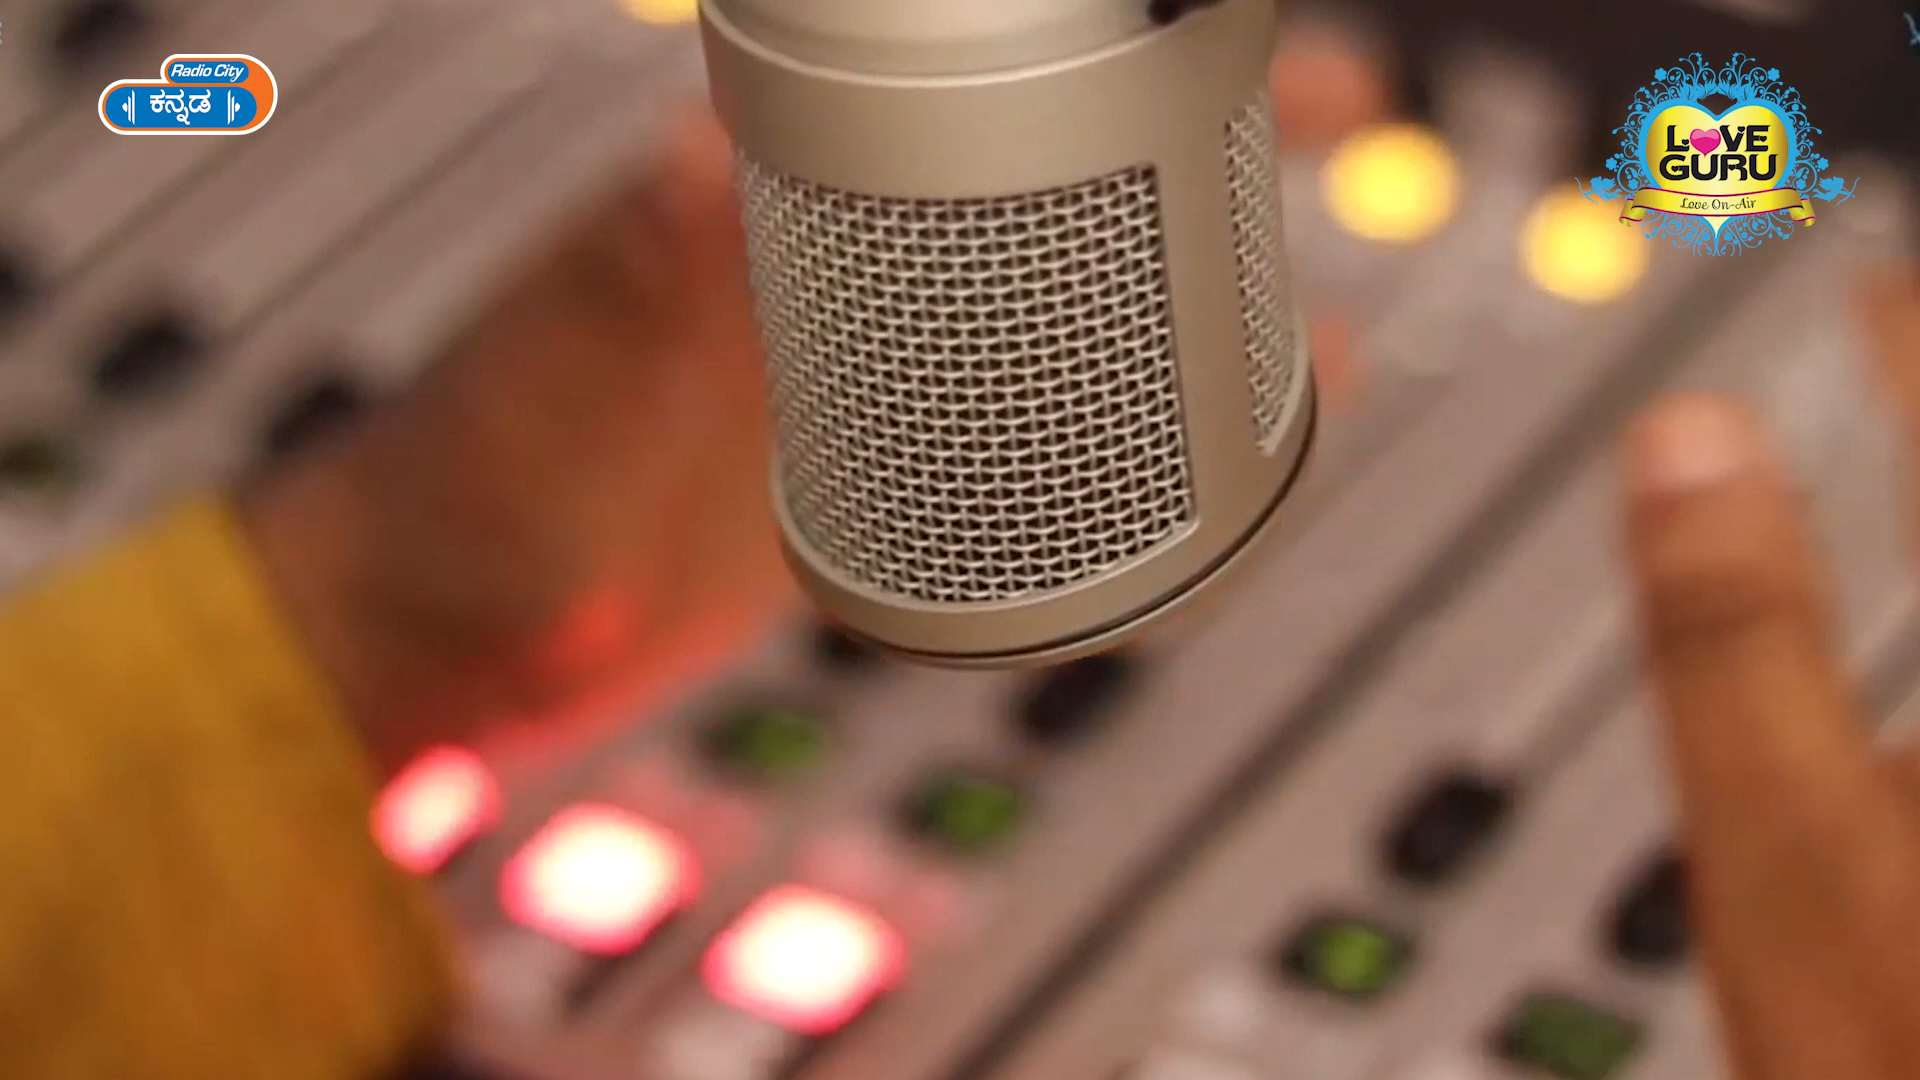 Radio City
ಕನ್ನಡ
LOVE
GURU
Love On-Air